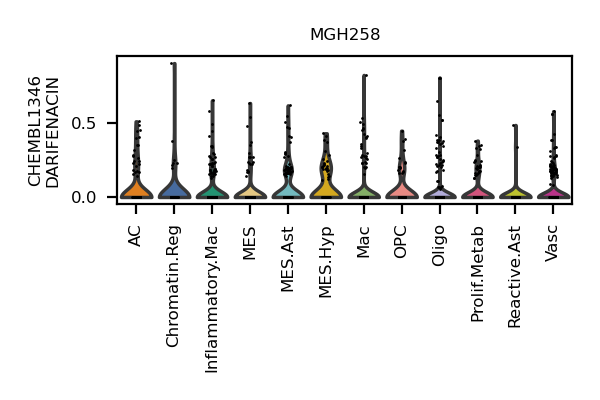 MGH258
CHEMBL1346
DARIFENACIN
0.5
0.0
AC
Chromatin.Reg
Inflammatory.Mac
MES
MES.Ast
MES.Hyp
Mac
OPC
Oligo
Prolif.Metab
Reactive.Ast
Vasc